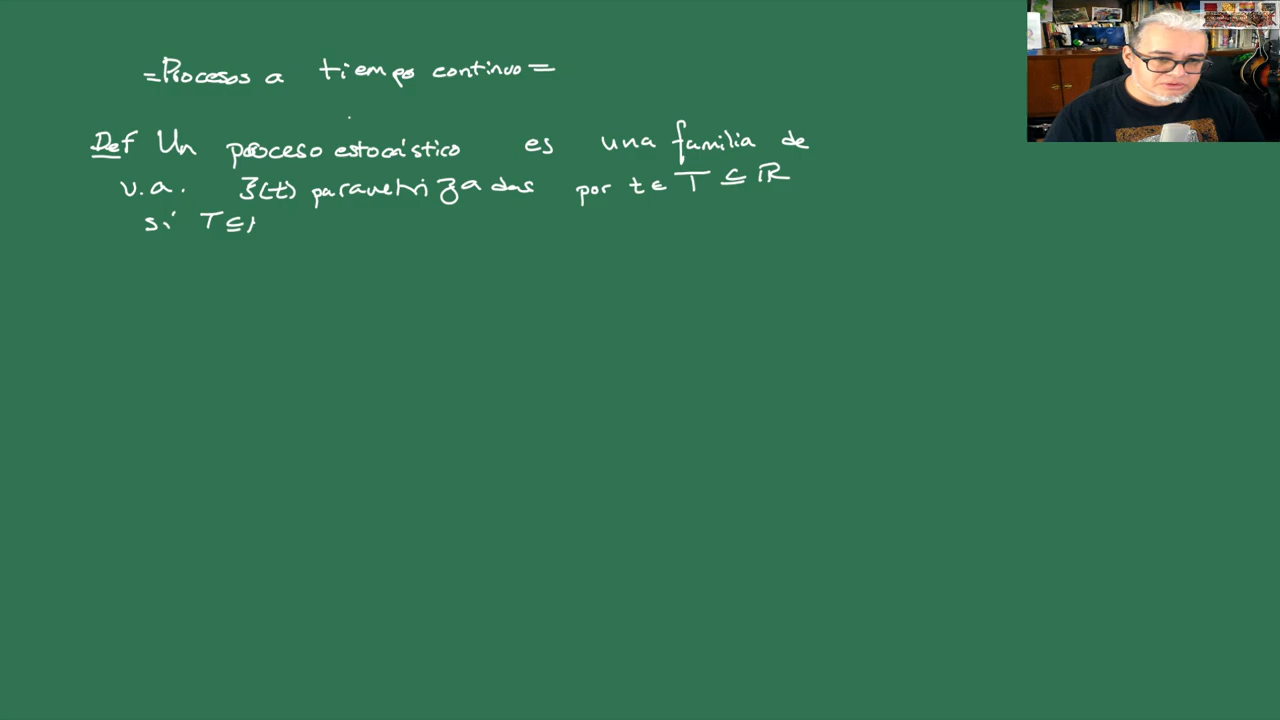 =Procesos a tiempo continuo=
Def Un proceso estocástico es una familia de
v.a. ξ(t) parametrizadas por t ∈ T ⊆ ℝ
si T ⊆